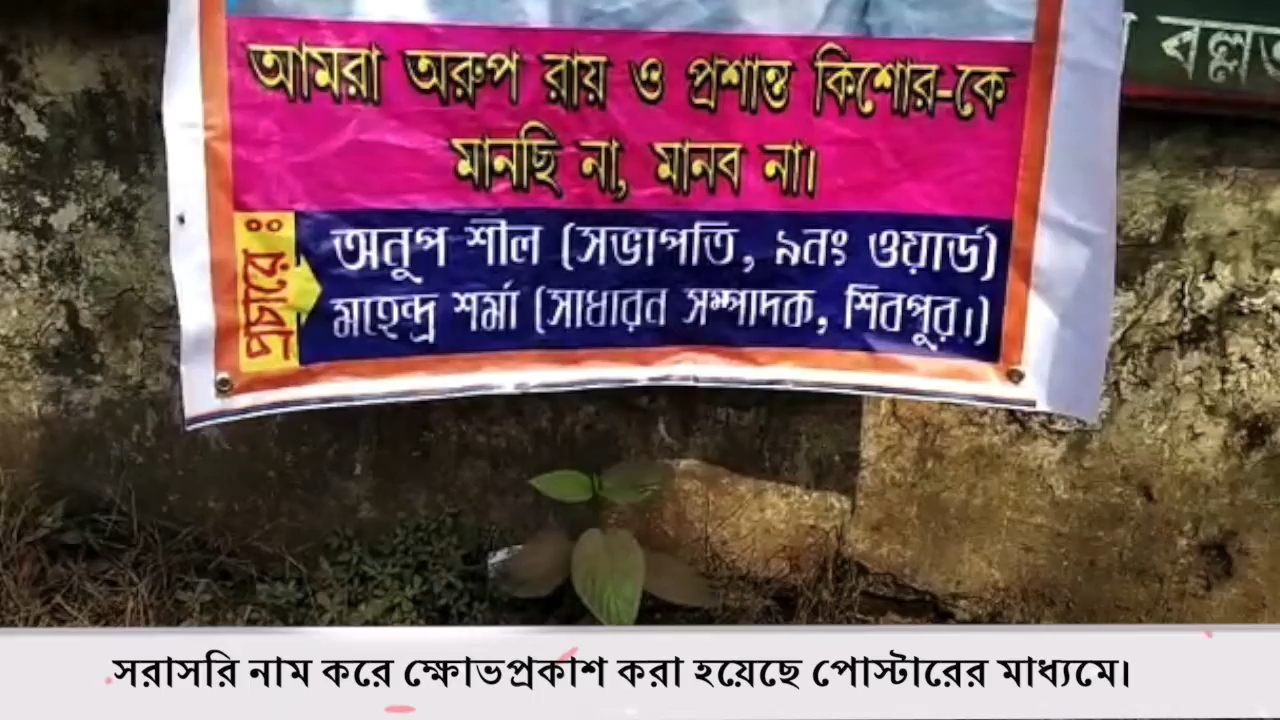 আমরা অরুপ রায় ও প্রশান্ত কিশোর-কে
মানছি না, মানব না।
প্রচারে ঃ
অনুপ শীল (সভাপতি, ৯নং ওয়ার্ড)
মহেন্দ্র শর্মা (সাধারন সম্পাদক, শিবপুর।)
সরাসরি নাম করে ক্ষোভপ্রকাশ করা হয়েছে পোস্টারের মাধ্যমে।